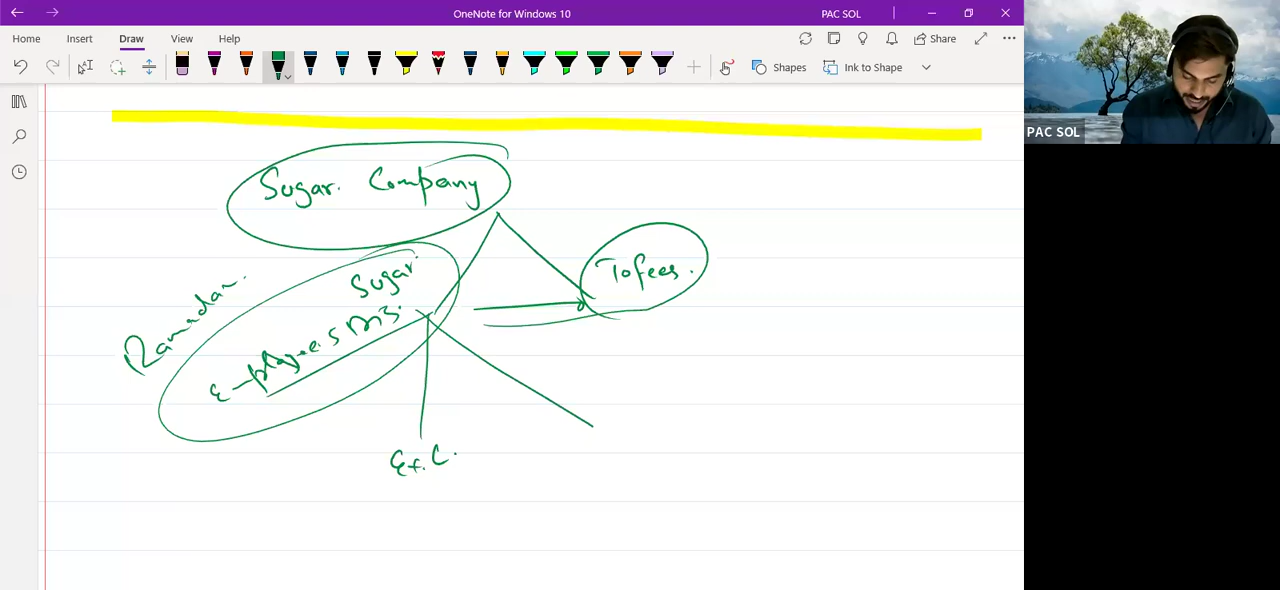 OneNote for Windows 10
PAC SOL
Home
Insert
Draw
View
Help
Share
Shapes
Ink to Shape
PAC SOL
Sugar. Company
Sugar.
Tofees.
Ramadan.
Employees